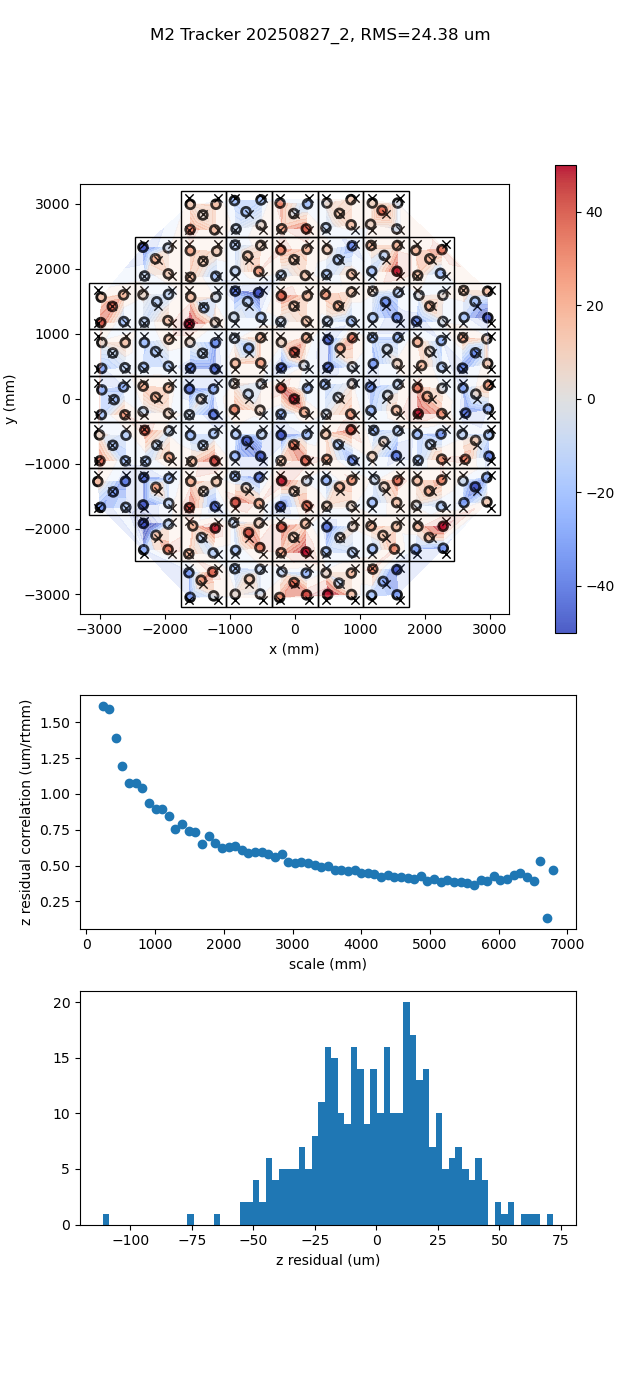 M2 Tracker 20250827_2, RMS=24.38 um
3000
2000
1000
0
−1000
−2000
−3000
y (mm)
−3000 −2000 −1000 0 1000 2000 3000
x (mm)
40
20
0
−20
−40
1.50
1.25
1.00
0.75
0.50
0.25
z residual correlation (um/rtmm)
0 1000 2000 3000 4000 5000 6000 7000
scale (mm)
20
15
10
5
0
−100 −75 −50 −25 0 25 50 75
z residual (um)